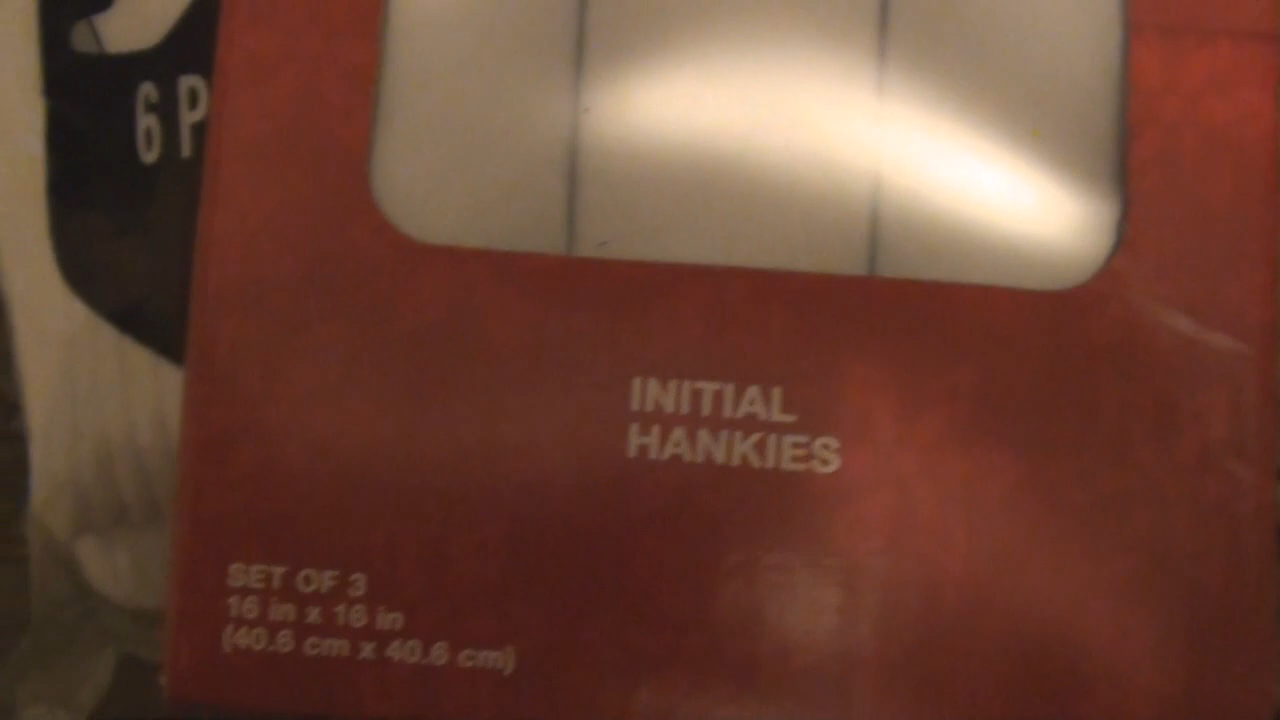 6 P
INITIAL
HANKIES
SET OF 3
16 in x 16 in
(40.6 cm x 40.6 cm)